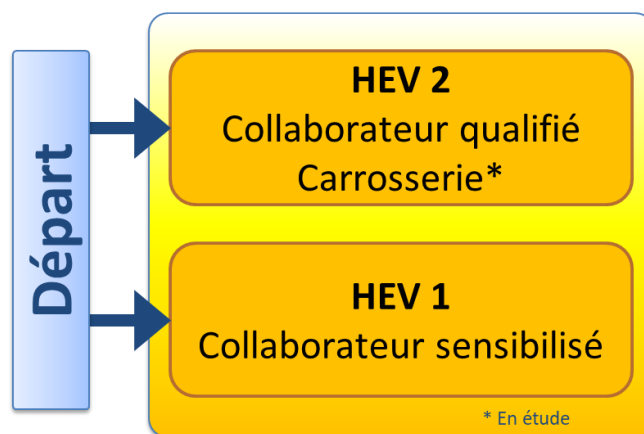 Départ
HEV 2
Collaborateur qualifié
Carrosserie*
HEV 1
Collaborateur sensibilisé
* En étude